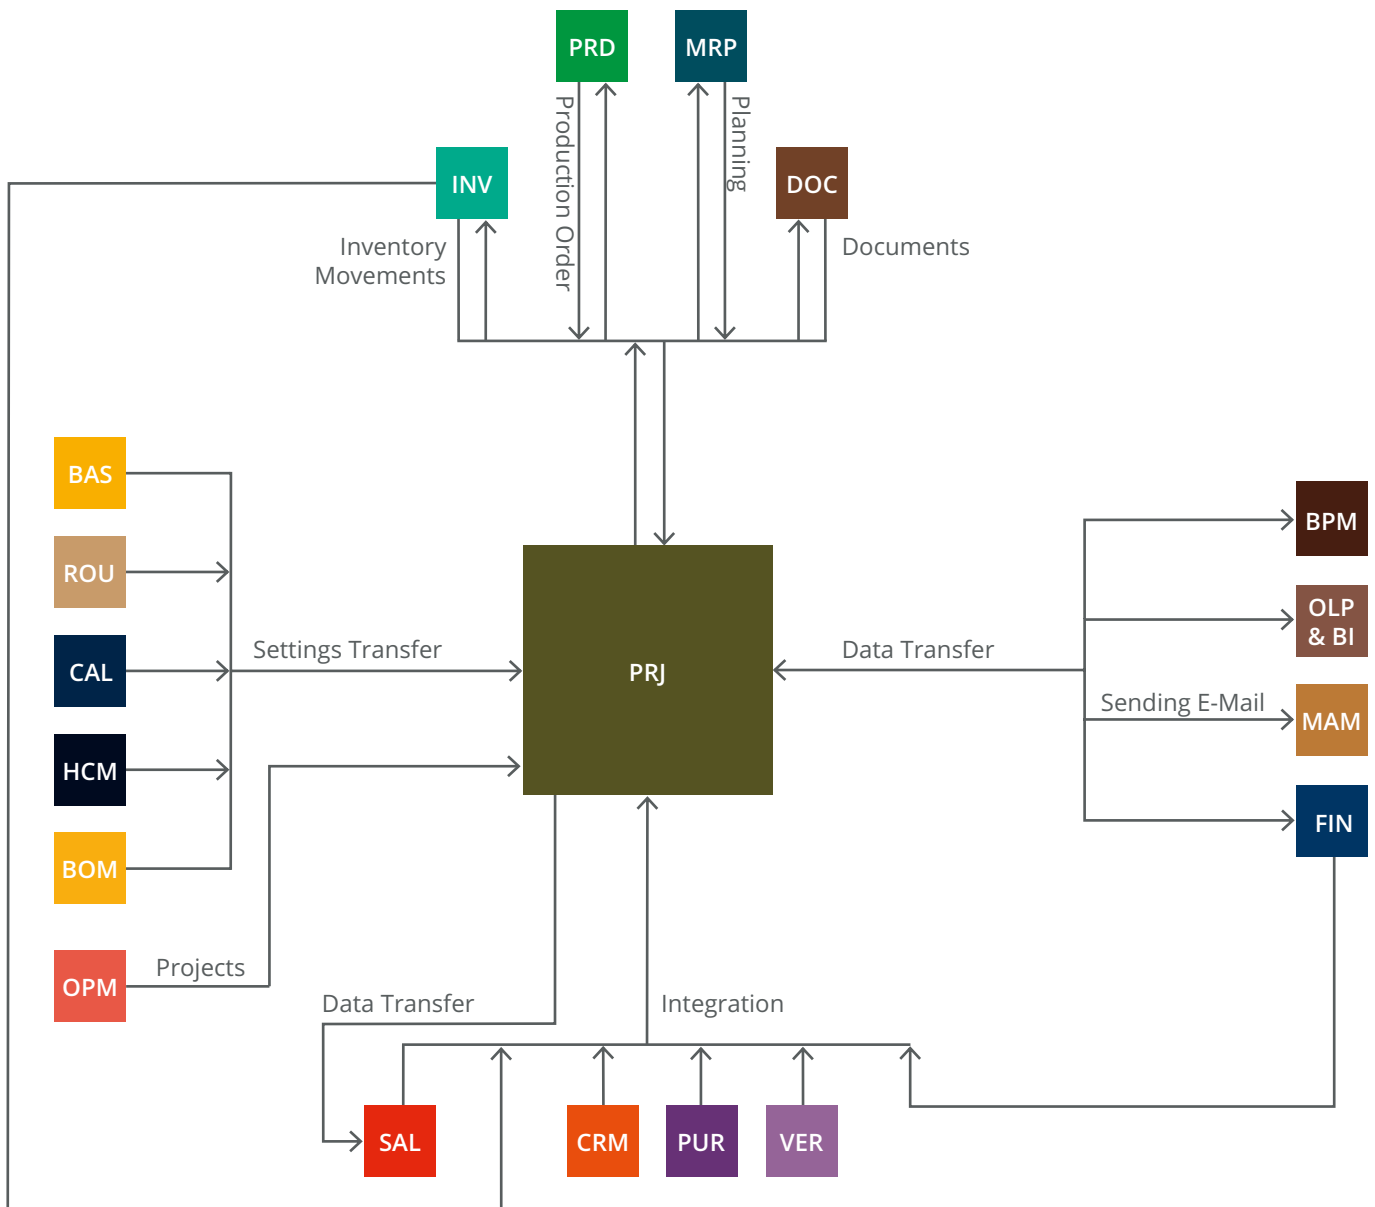 PRD
MRP
Production Order
Planning
INV
DOC
Inventory
Movements
Documents
BAS
ROU
CAL
HCM
BOM
OPM
Settings Transfer
Projects
PRJ
Data Transfer
Sending E-Mail
BPM
OLP
& BI
MAM
FIN
Data Transfer
Integration
SAL
CRM
PUR
VER